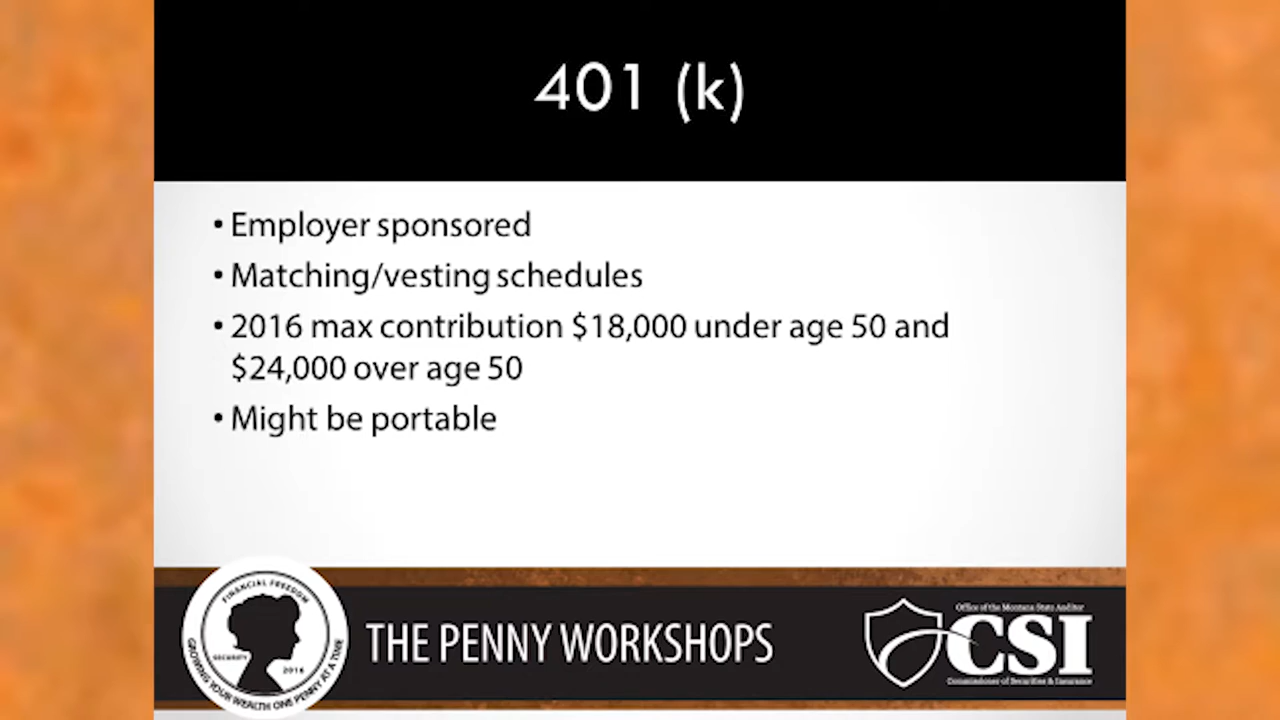 401 (k)
• Employer sponsored
• Matching/vesting schedules
• 2016 max contribution $18,000 under age 50 and
$24,000 over age 50
• Might be portable
FINANCIAL FREEDOM
SECURITY
2016
GROWING YOUR WEALTH ONE PENNY AT A TIME
THE PENNY WORKSHOPS
Office of the Montana State Auditor
CSI
Commissioner of Securities & Insurance